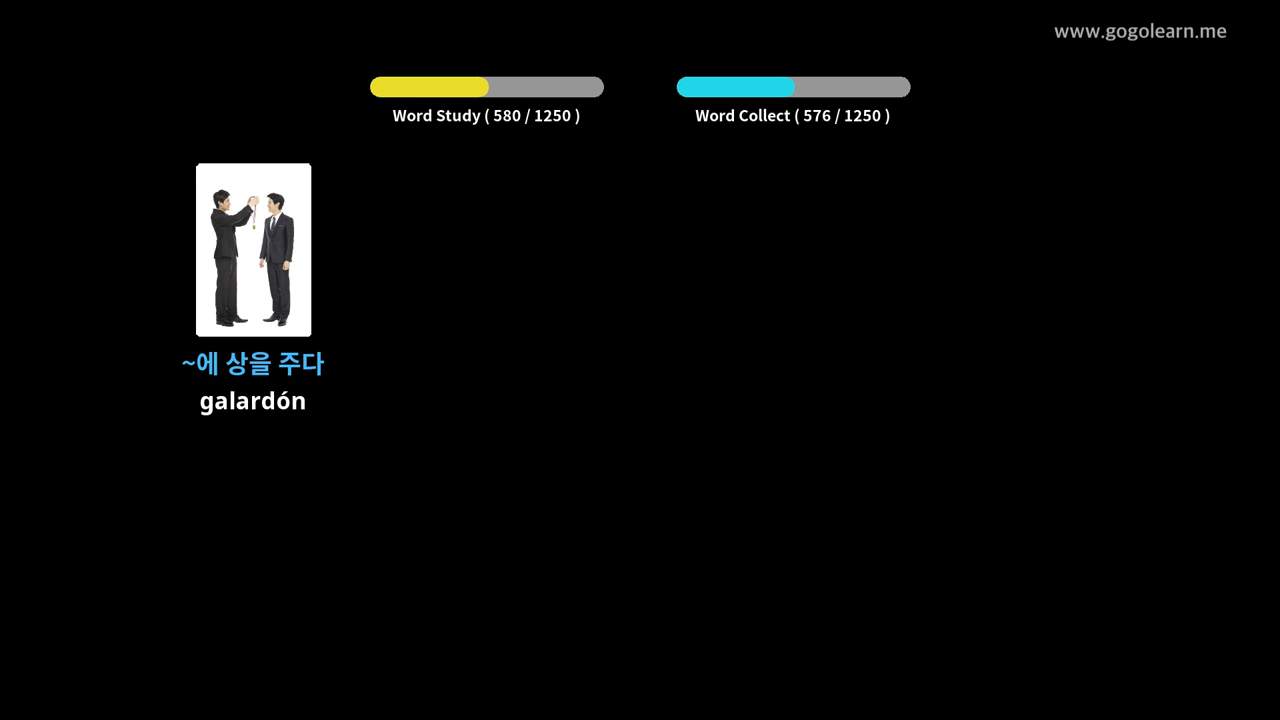 www.gogolearn.me
Word Study ( 580 / 1250 )
Word Collect ( 576 / 1250 )
~에 상을 주다
galardón